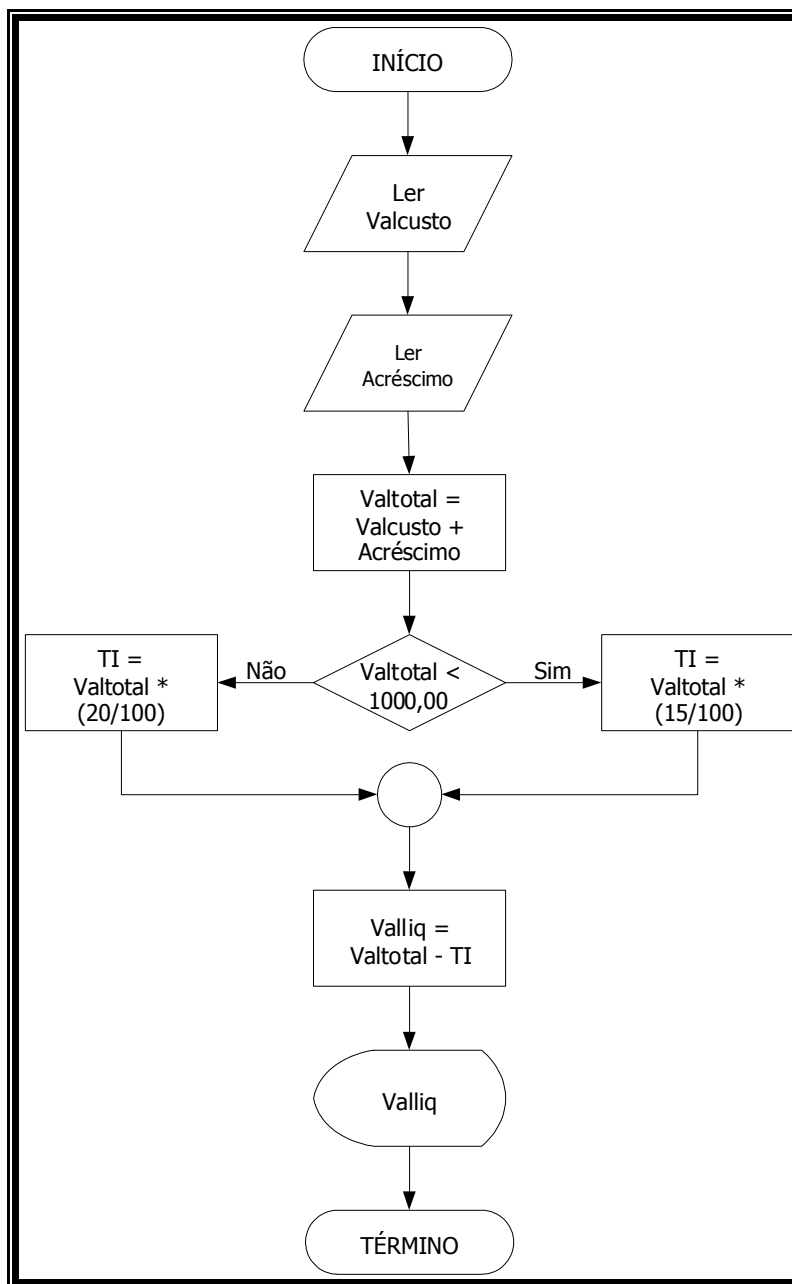 INÍCIO
Ler
Valcusto
Ler
Acréscimo
Valtotal =
Valcusto +
Acréscimo
TI =
Valtotal *
(20/100)
Não
Valtotal <
1000,00
Sim
TI =
Valtotal *
(15/100)
Valliq =
Valtotal - TI
Valliq
TÉRMINO